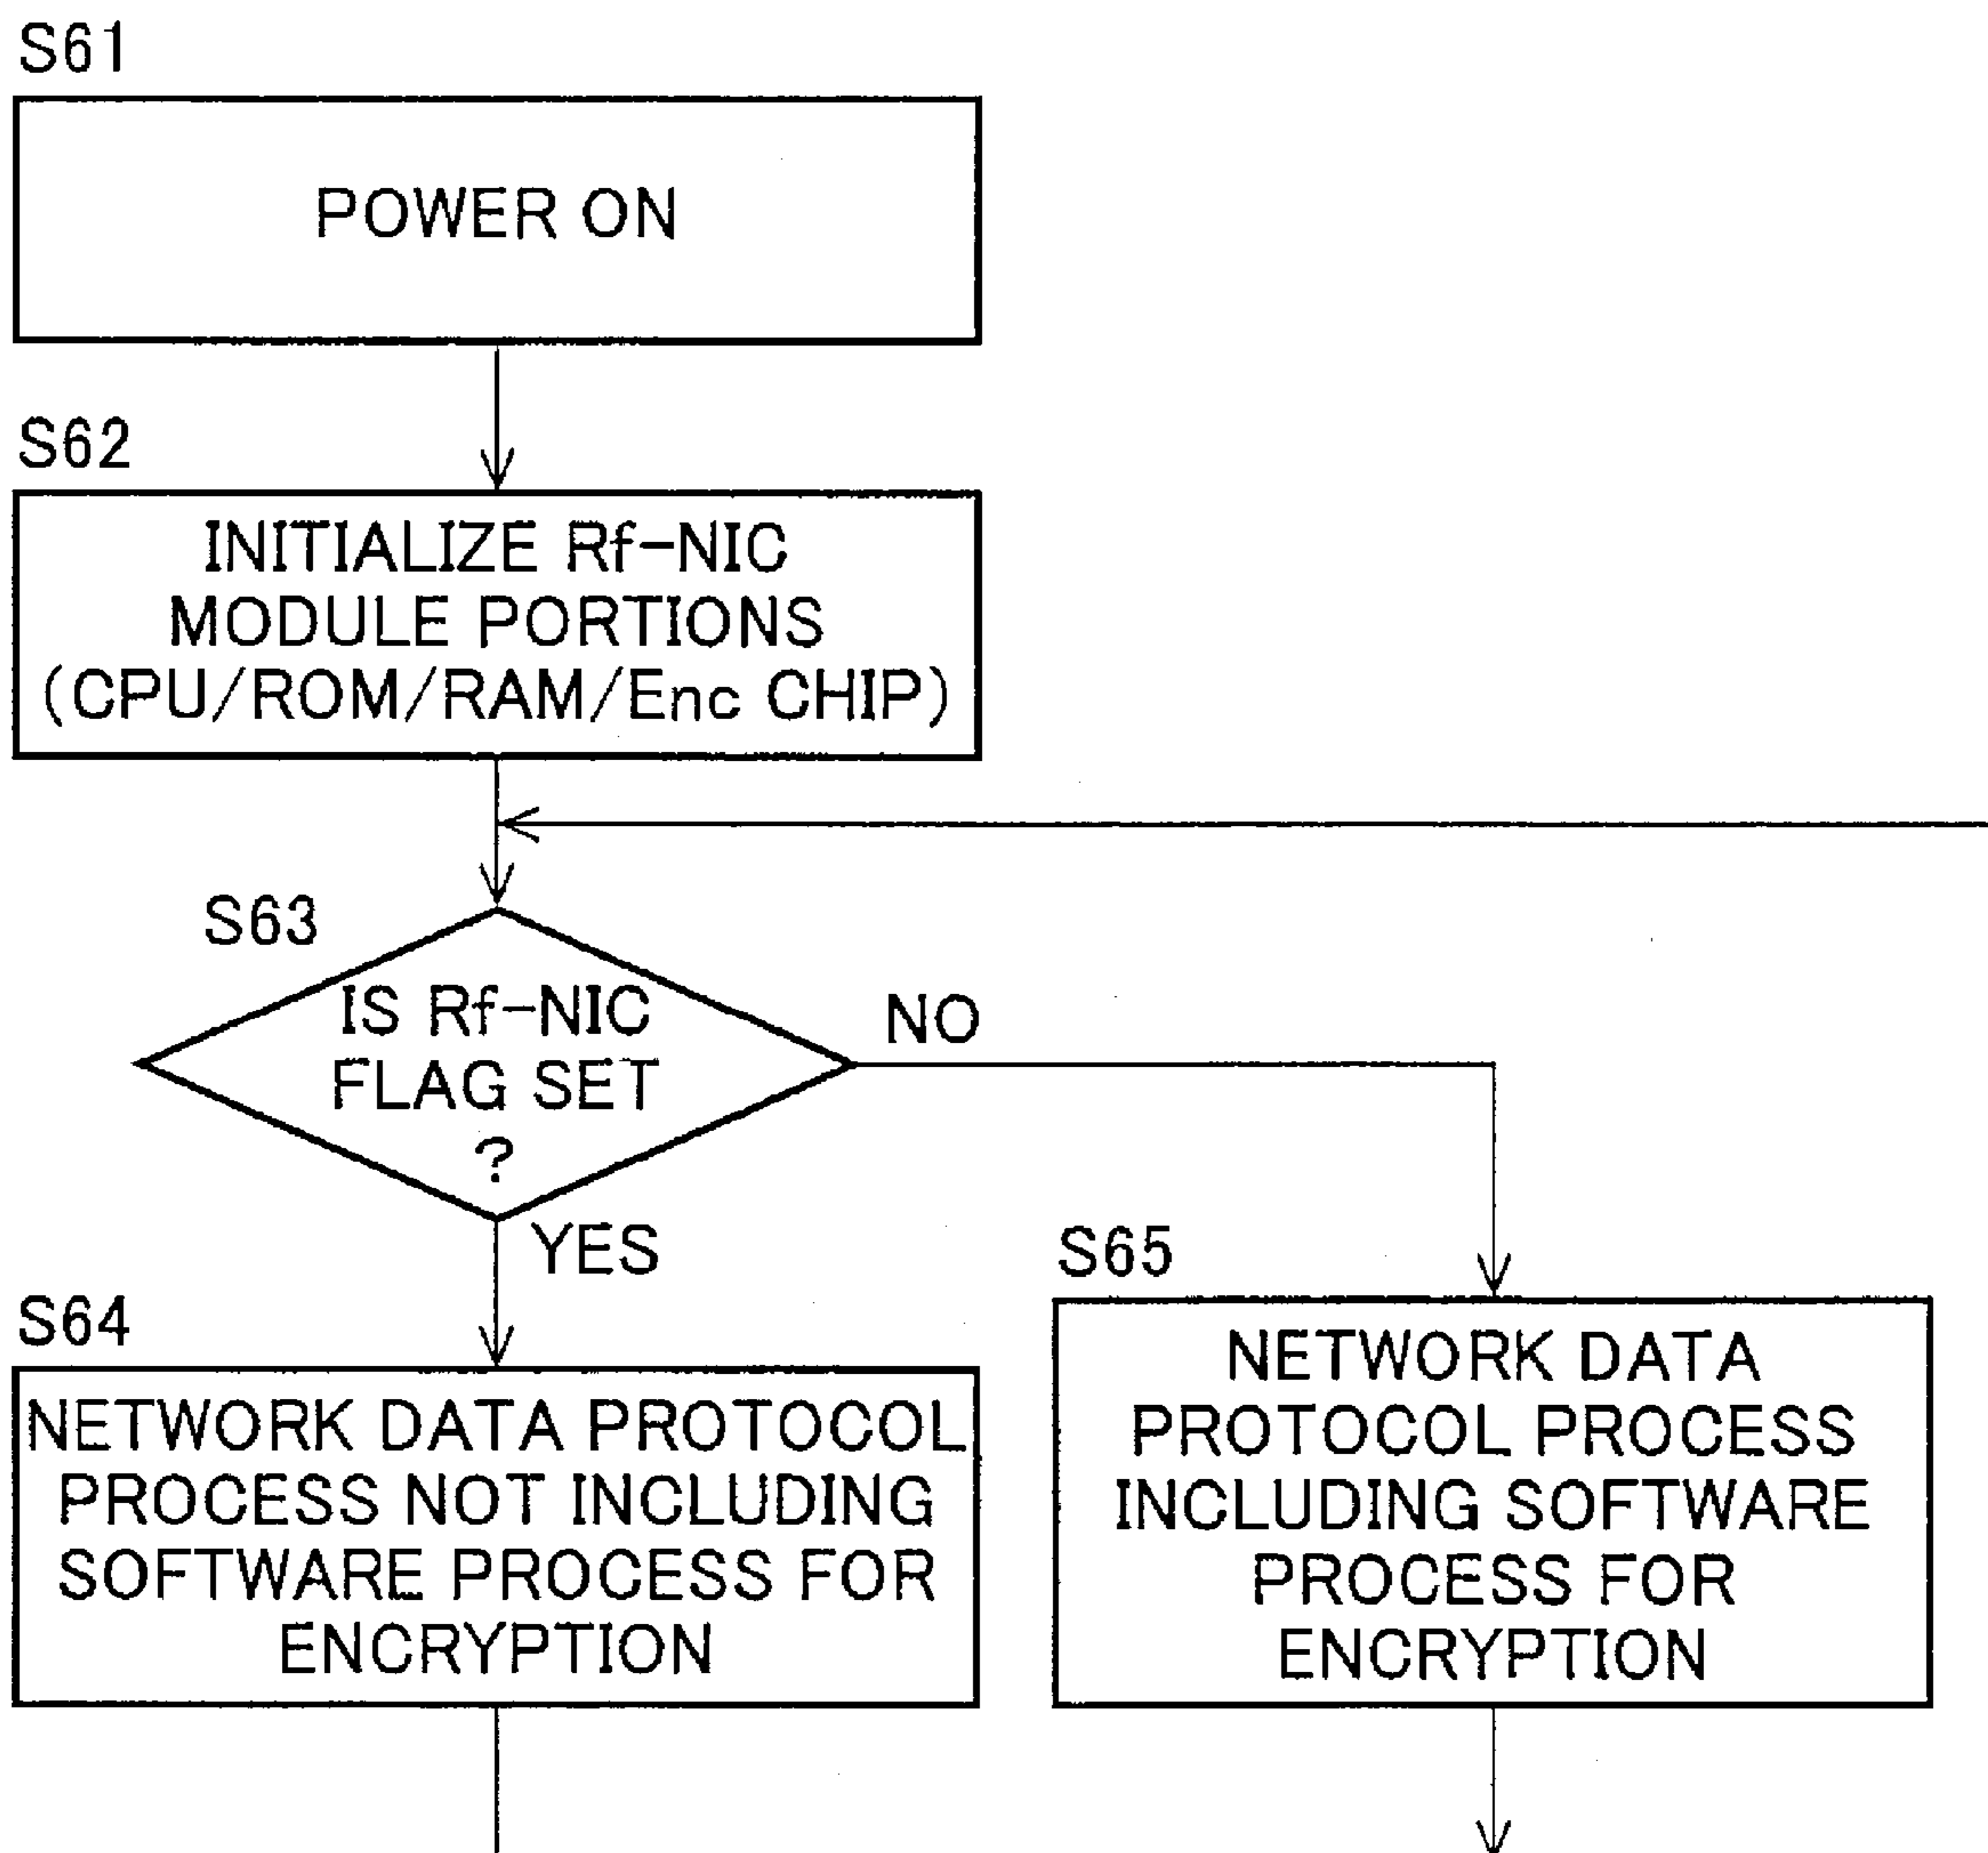 S61
POWER ON
S62
INITIALIZE Rf-NIC
MODULE PORTIONS
(CPU/ROM/RAM/Enc CHIP)
S63
IS Rf-NIC
FLAG SET
?
NO
YES
S64
NETWORK DATA PROTOCOL
PROCESS NOT INCLUDING
SOFTWARE PROCESS FOR
ENCRYPTION
S65
NETWORK DATA
PROTOCOL PROCESS
INCLUDING SOFTWARE
PROCESS FOR
ENCRYPTION